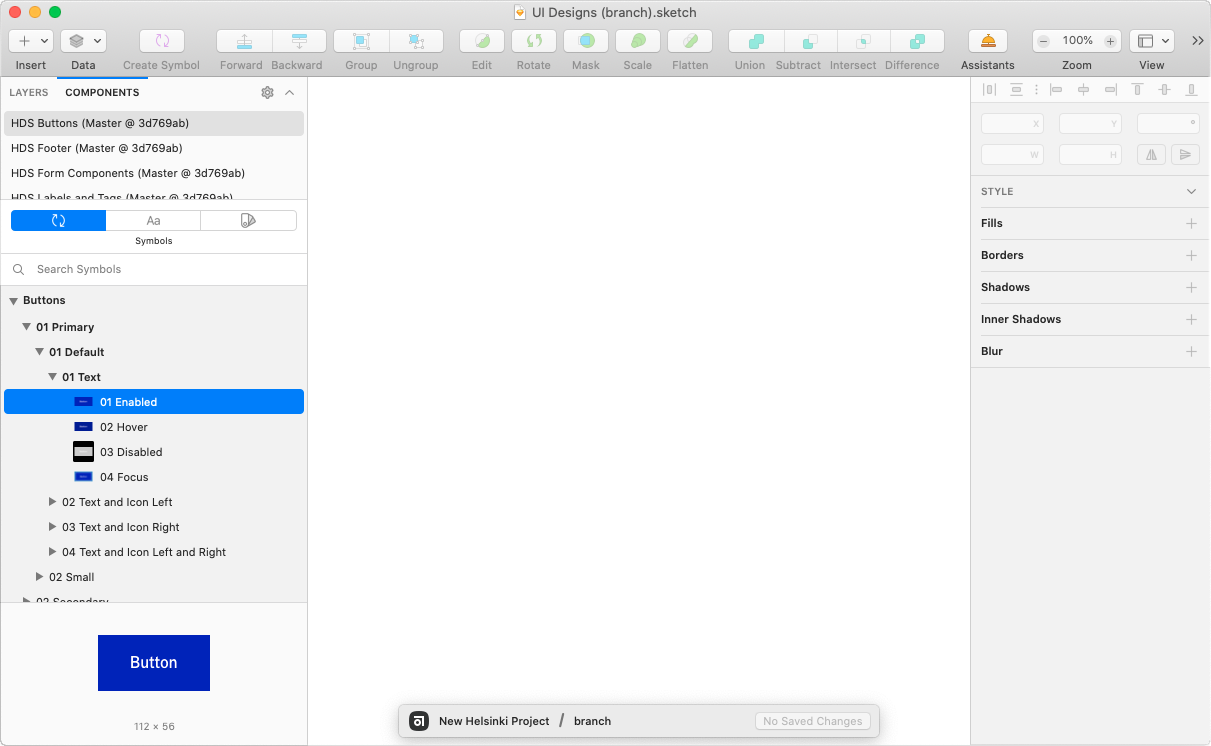 UI Designs (branch).sketch
Insert Data Create Symbol Forward Backward Group Ungroup Edit Rotate Mask Scale Flatten Union Subtract Intersect Difference Assistants Zoom View
100%
LAYERS COMPONENTS
HDS Buttons (Master @ 3d769ab)
HDS Footer (Master @ 3d769ab)
HDS Form Components (Master @ 3d769ab)
HDS Labels and Tags (Master @ 3d769ab)
Aa
Symbols
Search Symbols
Buttons
01 Primary
01 Default
01 Text
01 Enabled
02 Hover
03 Disabled
04 Focus
02 Text and Icon Left
03 Text and Icon Right
04 Text and Icon Left and Right
02 Small
02 Secondary
Button
112 × 56
New Helsinki Project / branch
No Saved Changes
X Y °
W H
STYLE
Fills
Borders
Shadows
Inner Shadows
Blur